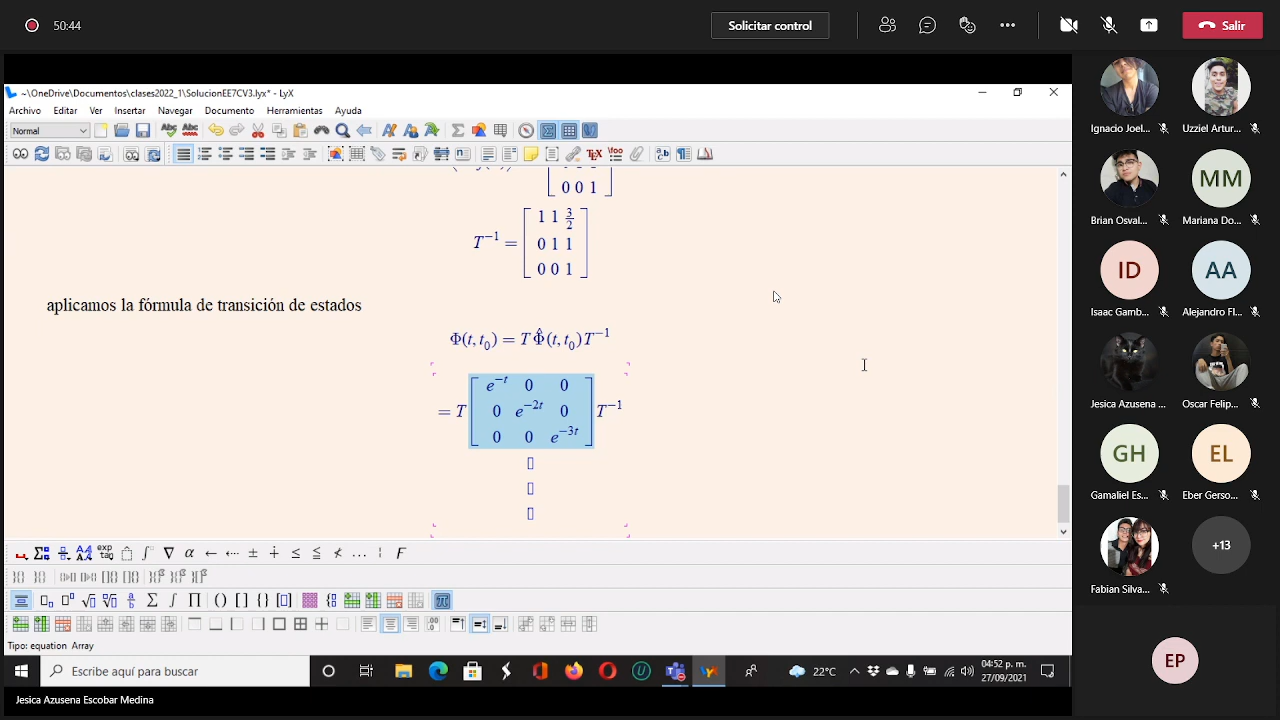 50:44
Solicitar control
Salir
~\OneDrive\Documentos\clases2022_1\SolucionEE7CV3.lyx* - LyX
Archivo Editar Ver Insertar Navegar Documento Herramientas Ayuda
Normal
0 0 1
T⁻¹ = [ 1 1 3/2
0 1 1
0 0 1 ]
aplicamos la fórmula de transición de estados
Φ(t, t₀) = T Φ̂(t, t₀) T⁻¹
= T [ e^{-t} 0 0
0 e^{-2t} 0
0 0 e^{-3t} ] T⁻¹
Tipo: equation Array
Escribe aquí para buscar
22°C
04:52 p. m.
27/09/2021
Jesica Azusena Escobar Medina
Ignacio Joel...
Uzziel Artur...
MM
Brian Osval...
Mariana Do...
ID
AA
Isaac Gamb...
Alejandro Fl...
Jesica Azusena ...
Oscar Felip...
GH
EL
Gamaliel Es...
Eber Gerso...
+13
Fabian Silva...
EP